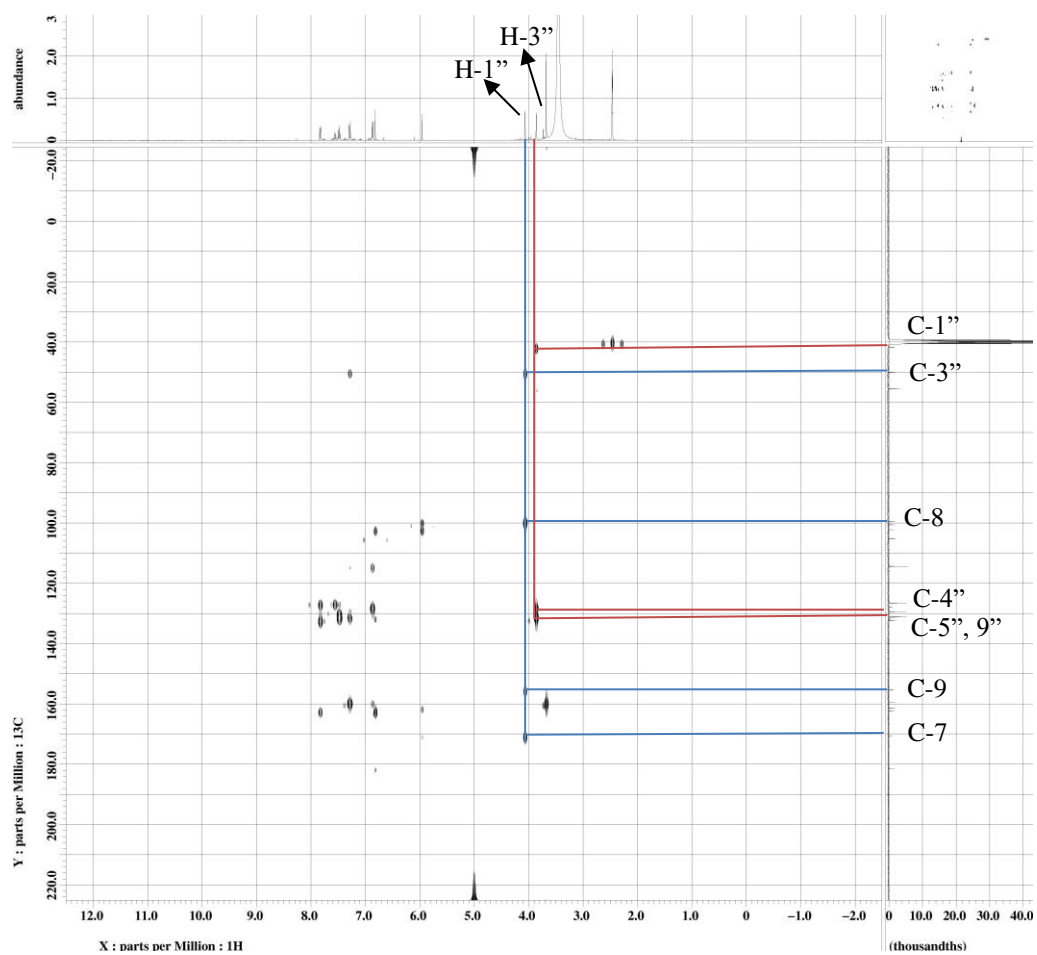 abundance
3.
2.0
1.0
0
H-3”
H-1”
−20.0
0
20.0
40.0
60.0
80.0
100.0
120.0
140.0
160.0
180.0
200.0
220.0
Y : parts per Million : 13C
C-1”
C-3”
C-8
C-4”
C-5”, 9”
C-9
C-7
12.0 11.0 10.0 9.0 8.0 7.0 6.0 5.0 4.0 3.0 2.0 1.0 0 −1.0 −2.0
0 10.0 20.0 30.0 40.0
X : parts per Million : 1H
(thousandths)